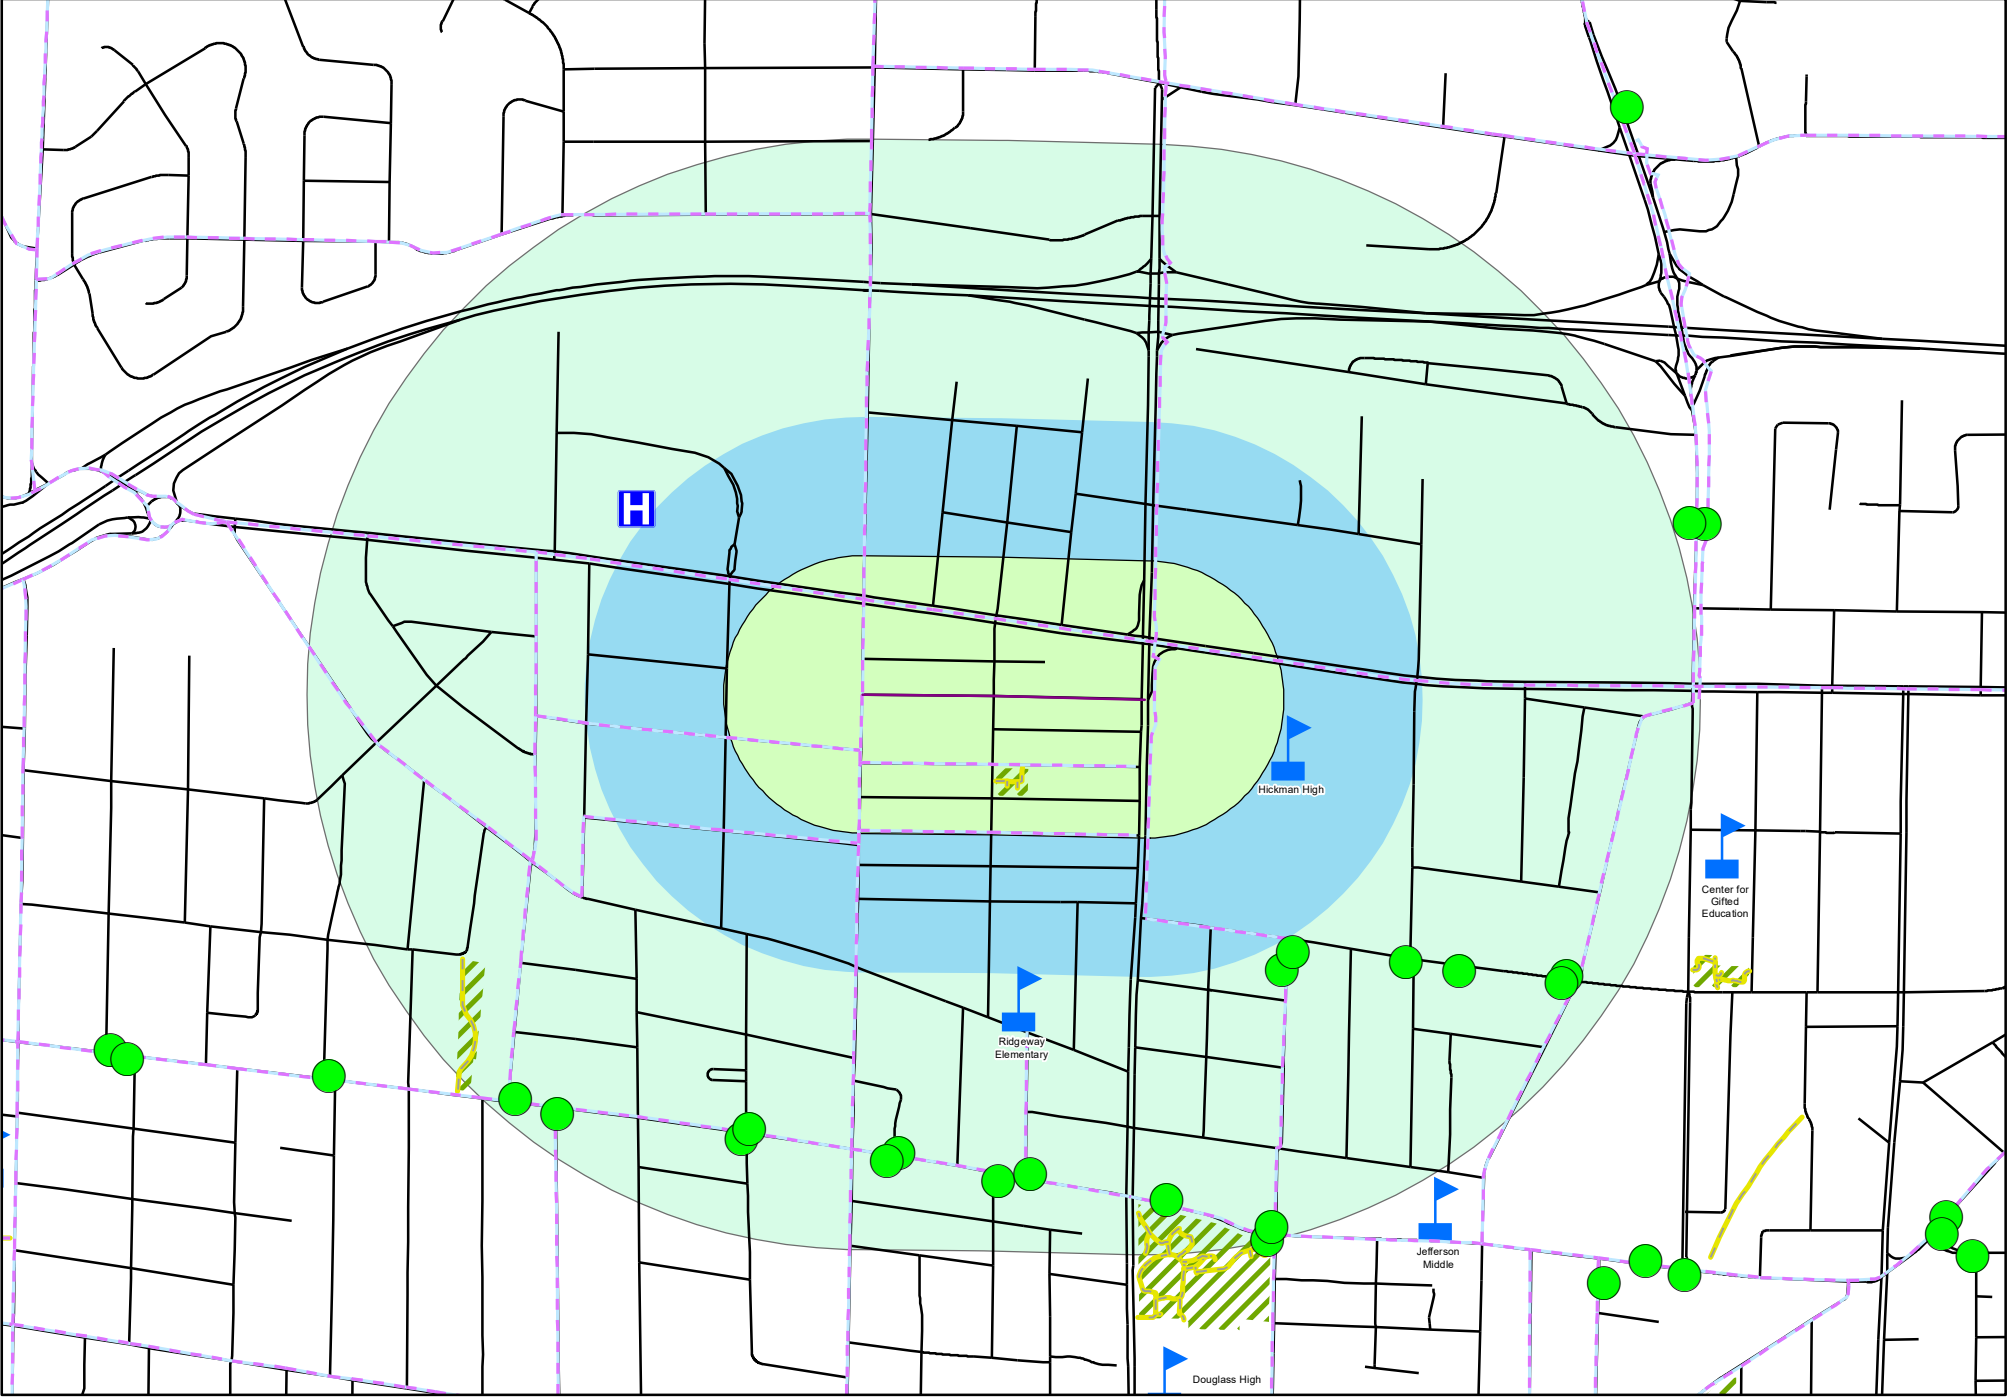 H
Hickman High
Center for
Gifted
Education
Ridgeway
Elementary
Jefferson
Middle
Douglass High